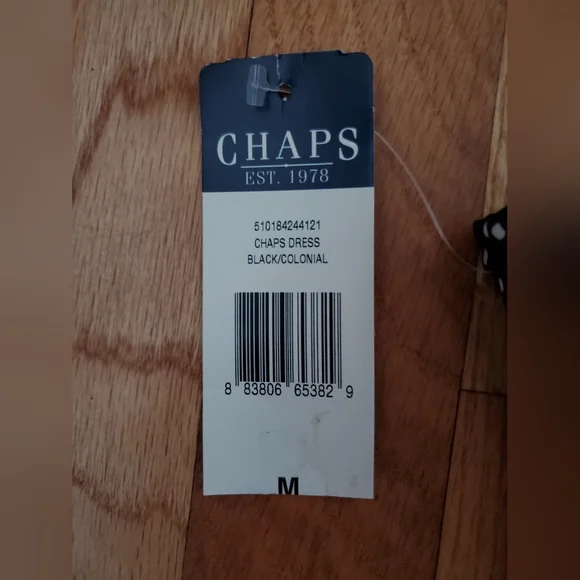 CHAPS
EST. 1978
510184244121
CHAPS DRESS
BLACK/COLONIAL
8 83806 65382 9
M